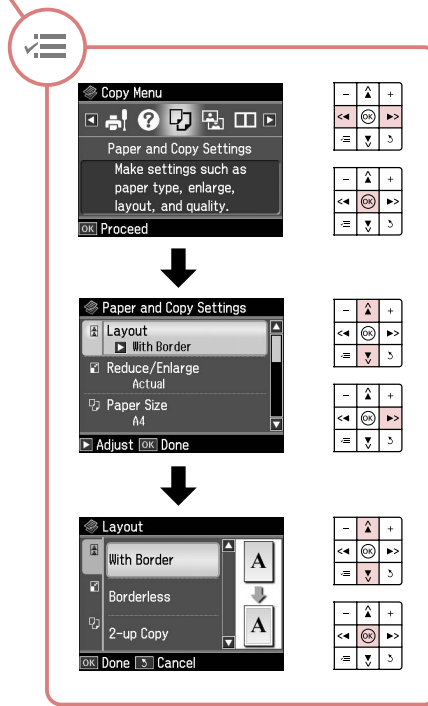 Copy Menu
Paper and Copy Settings
Make settings such as
paper type, enlarge,
layout, and quality.
OK Proceed
- +
OK
- +
OK
Paper and Copy Settings
Layout
With Border
Reduce/Enlarge
Actual
Paper Size
A4
Adjust OK Done
- +
OK
- +
OK
Layout
With Border
Borderless
2-up Copy
A
A
OK Done Cancel
- +
OK
- +
OK